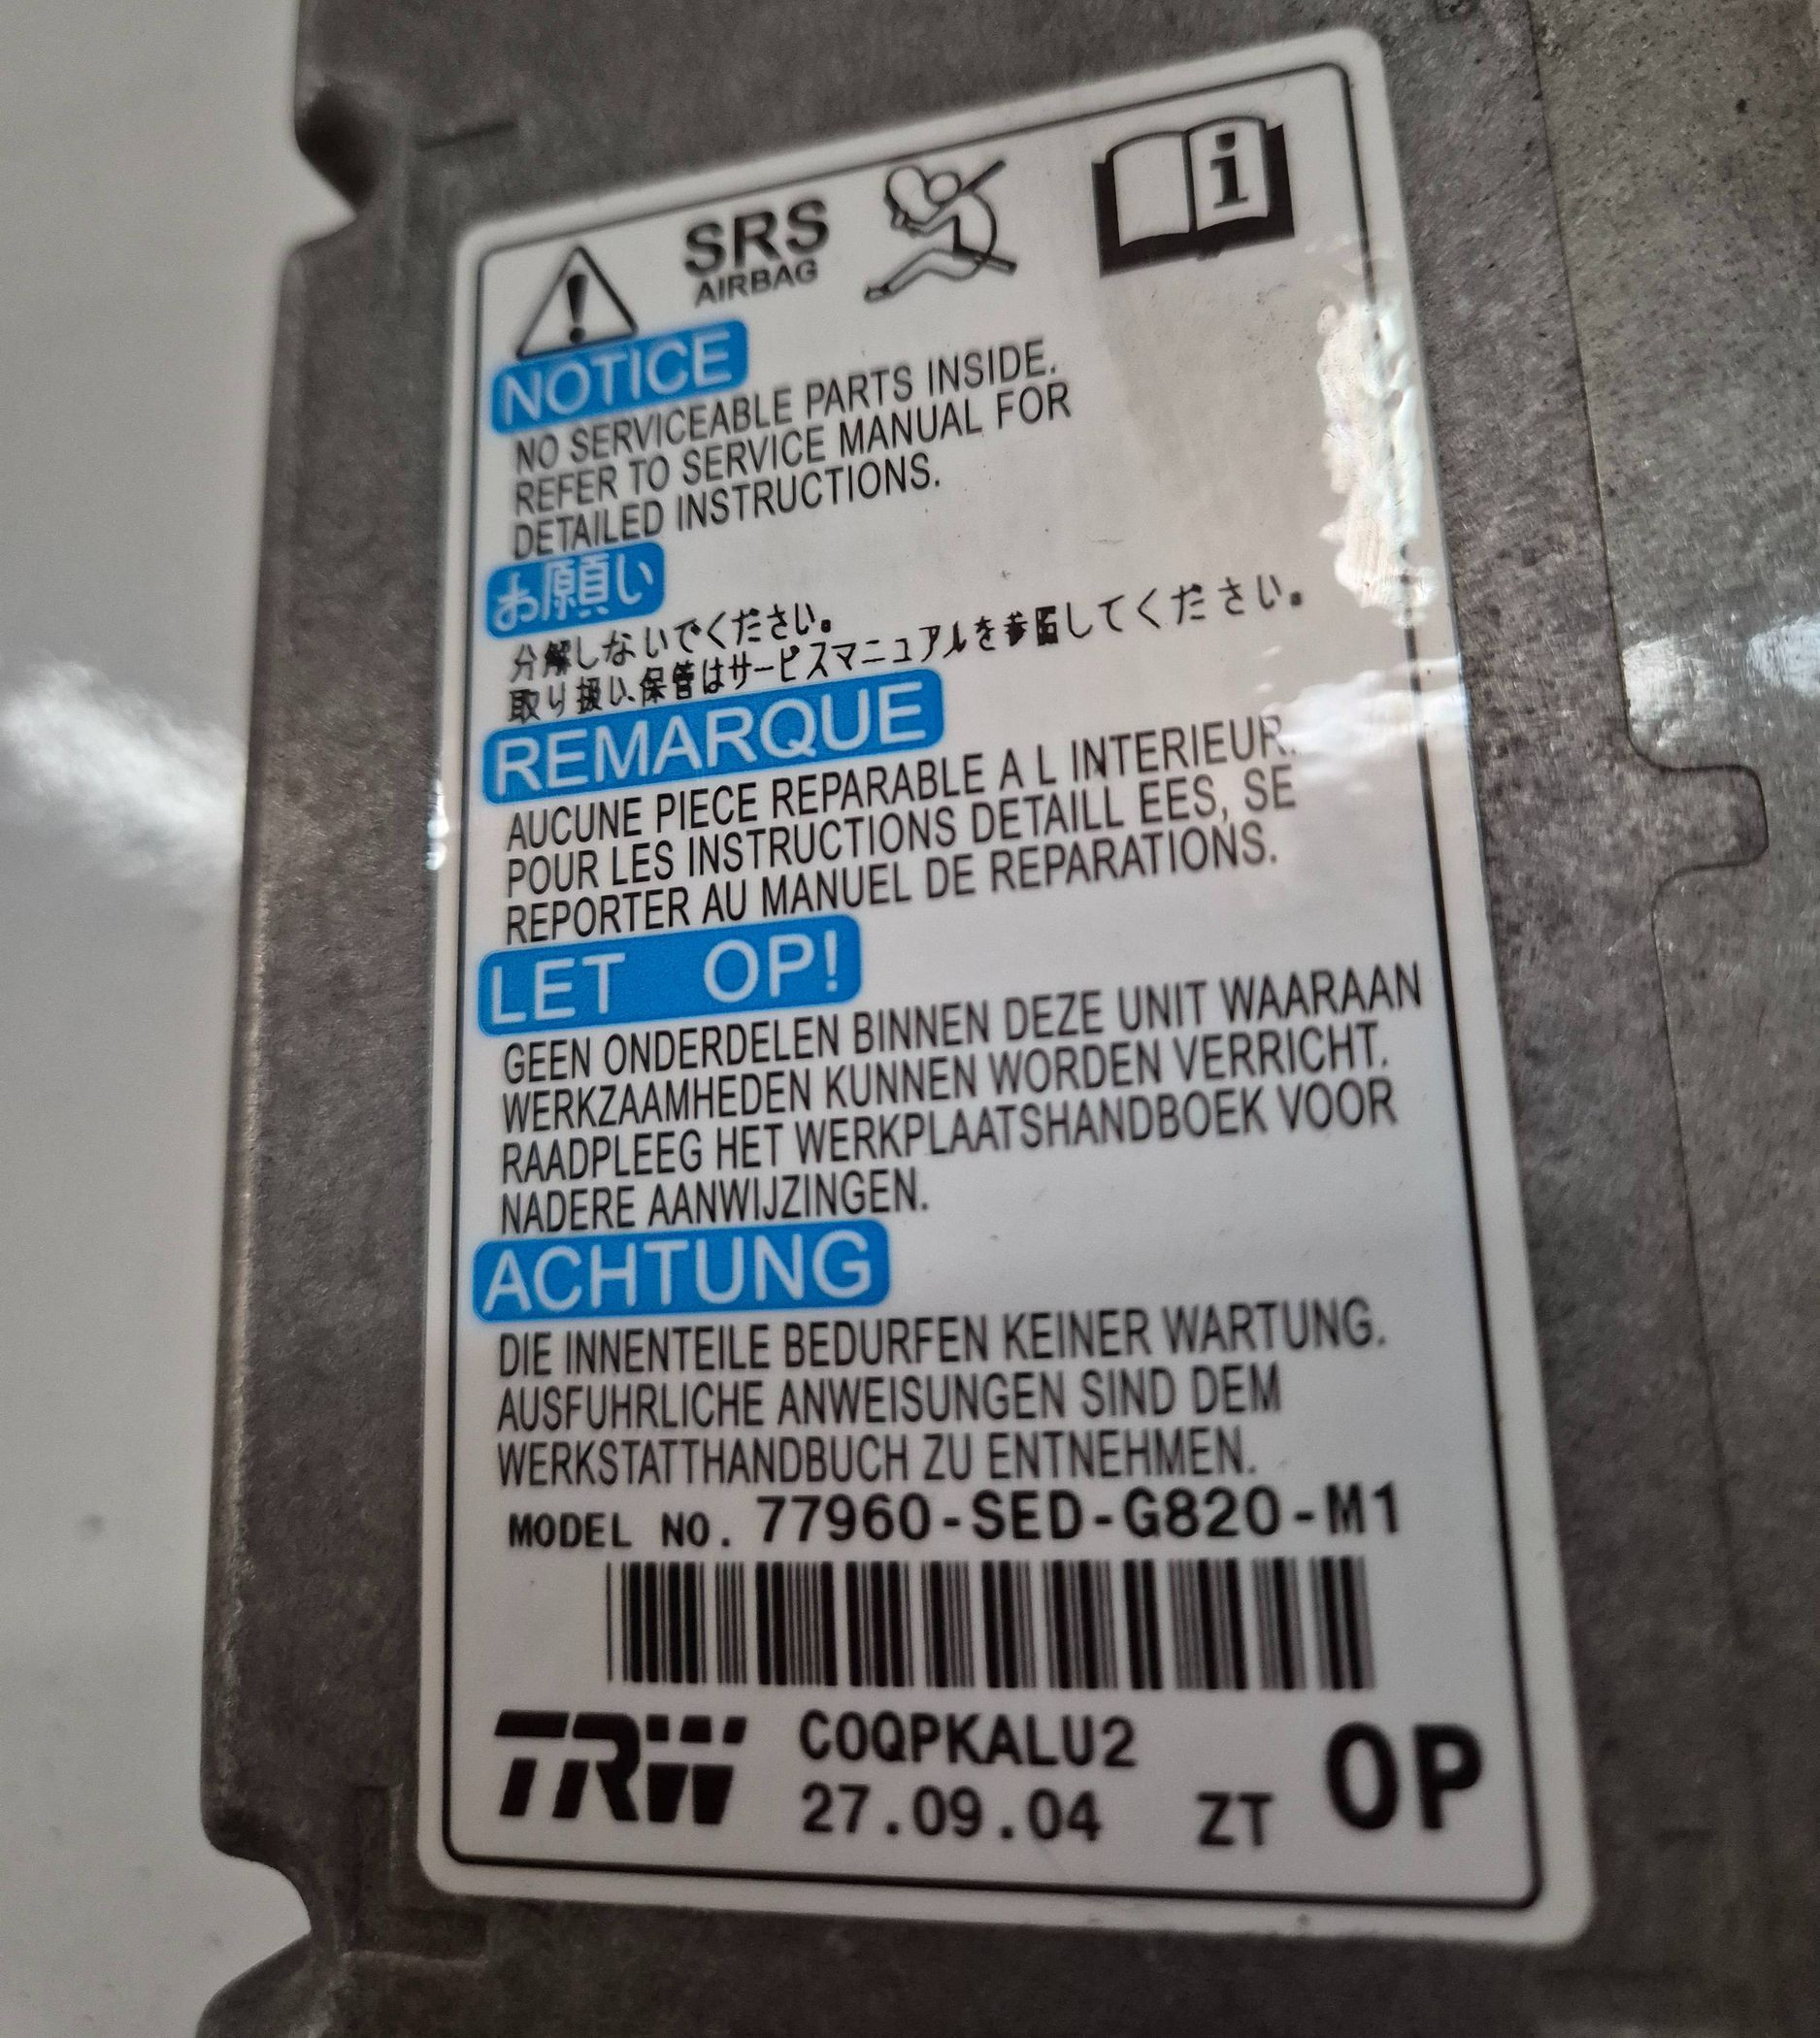 SRS
AIRBAG
i
NOTICE
NO SERVICEABLE PARTS INSIDE.
REFER TO SERVICE MANUAL FOR
DETAILED INSTRUCTIONS.
お願い
分解しないでください。
取り扱い、保管はサービスマニュアルを参照してください。
REMARQUE
AUCUNE PIECE REPARABLE A L INTERIEUR.
POUR LES INSTRUCTIONS DETAILL EES, SE
REPORTER AU MANUEL DE REPARATIONS.
LET OP!
GEEN ONDERDELEN BINNEN DEZE UNIT WAARAAN
WERKZAAMHEDEN KUNNEN WORDEN VERRICHT.
RAADPLEEG HET WERKPLAATSHANDBOEK VOOR
NADERE AANWIJZINGEN.
ACHTUNG
DIE INNENTEILE BEDURFEN KEINER WARTUNG.
AUSFUHRLICHE ANWEISUNGEN SIND DEM
WERKSTATTHANDBUCH ZU ENTNEHMEN.
MODEL NO. 77960-SED-G820-M1
TRW C0QPKALU2
27.09.04 ZT OP